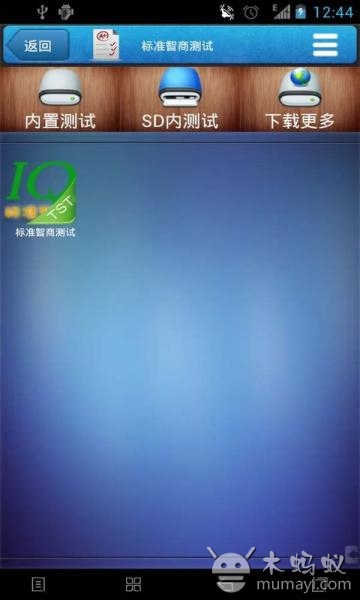 E
12:44
返回
A+
标准智商测试
内置测试
SD内测试
下载更多
IQ
TST
标准智商测试
木蚂蚁
mumayi.com